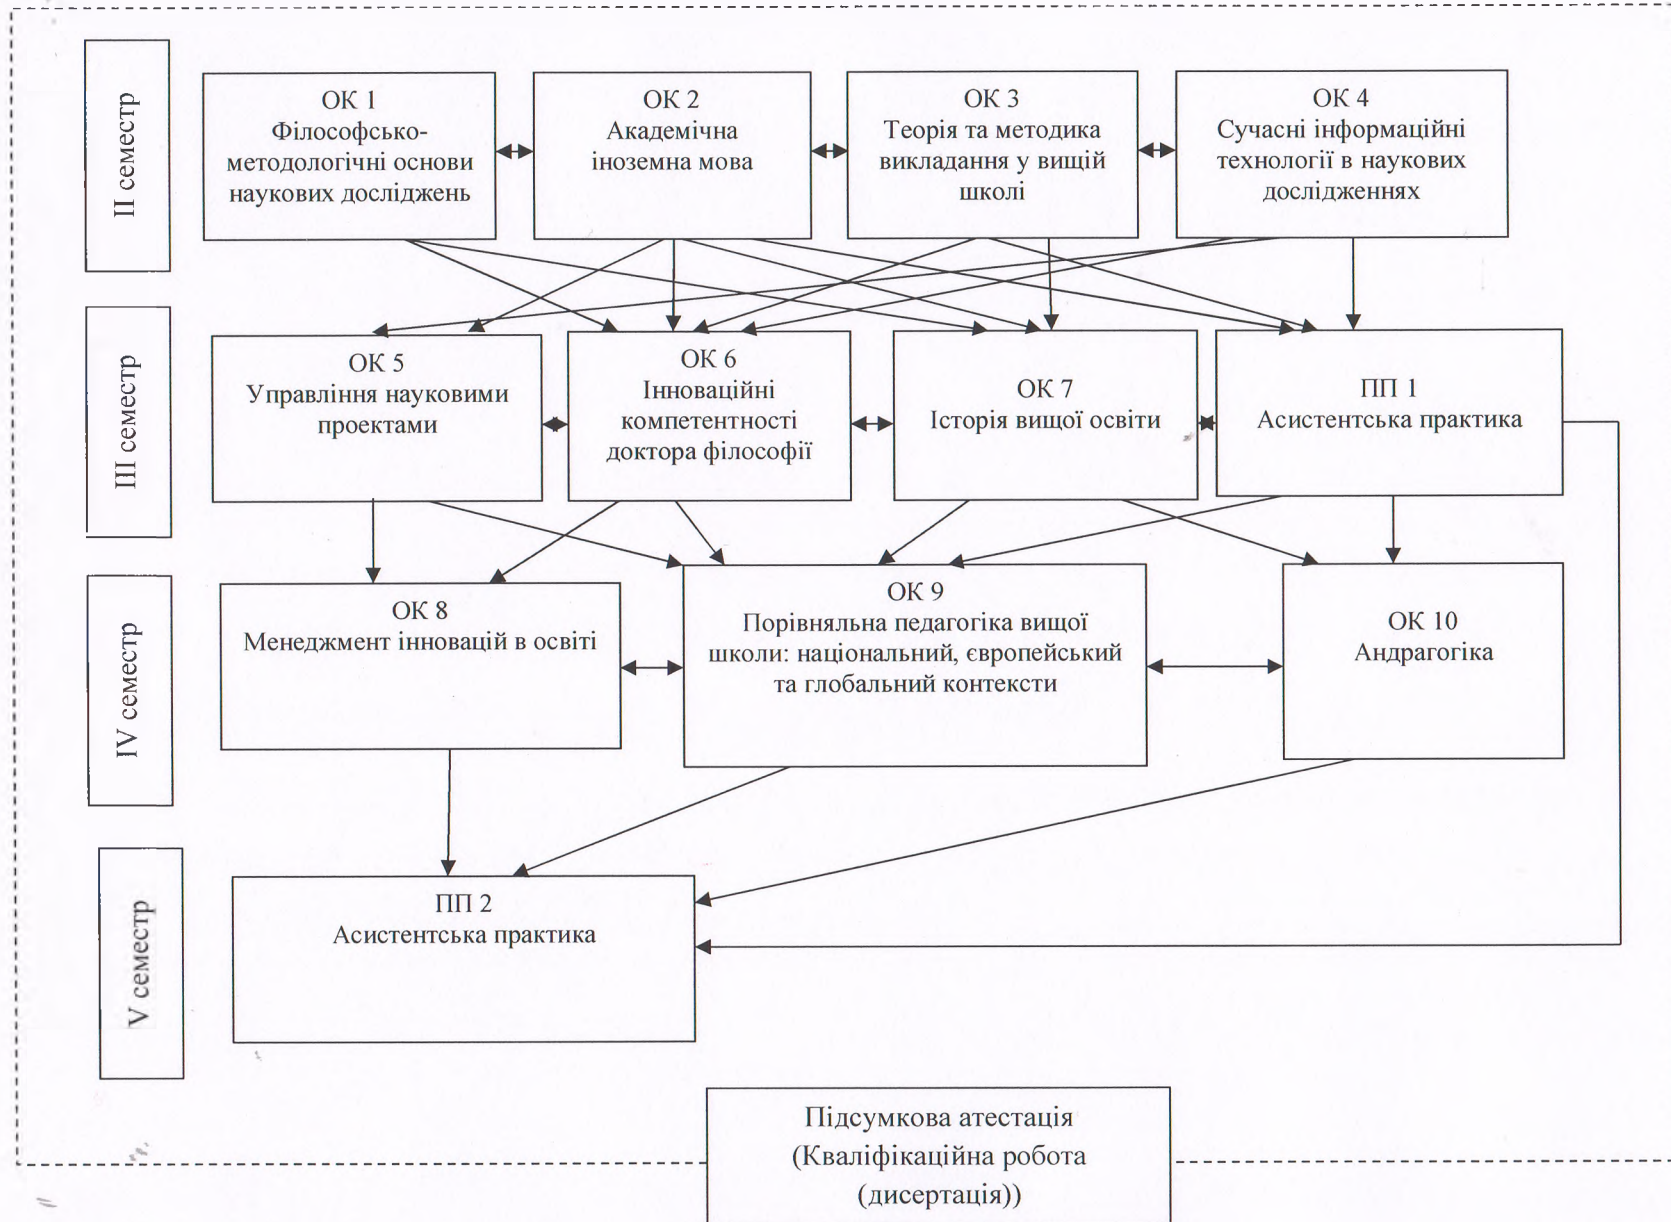 II семестр
ОК 1
Філософсько-
методологічні основи
наукових досліджень
ОК 2
Академічна
іноземна мова
ОК 3
Теорія та методика
викладання у вищій
школі
ОК 4
Сучасні інформаційні
технології в наукових
дослідженнях
III семестр
ОК 5
Управління науковими
проектами
ОК 6
Інноваційні
компетентності
доктора філософії
ОК 7
Історія вищої освіти
ПП 1
Асистентська практика
IV семестр
ОК 8
Менеджмент інновацій в освіті
ОК 9
Порівняльна педагогіка вищої
школи: національний, європейський
та глобальний контексти
ОК 10
Андрагогіка
V семестр
ПП 2
Асистентська практика
Підсумкова атестація
(Кваліфікаційна робота
(дисертація))